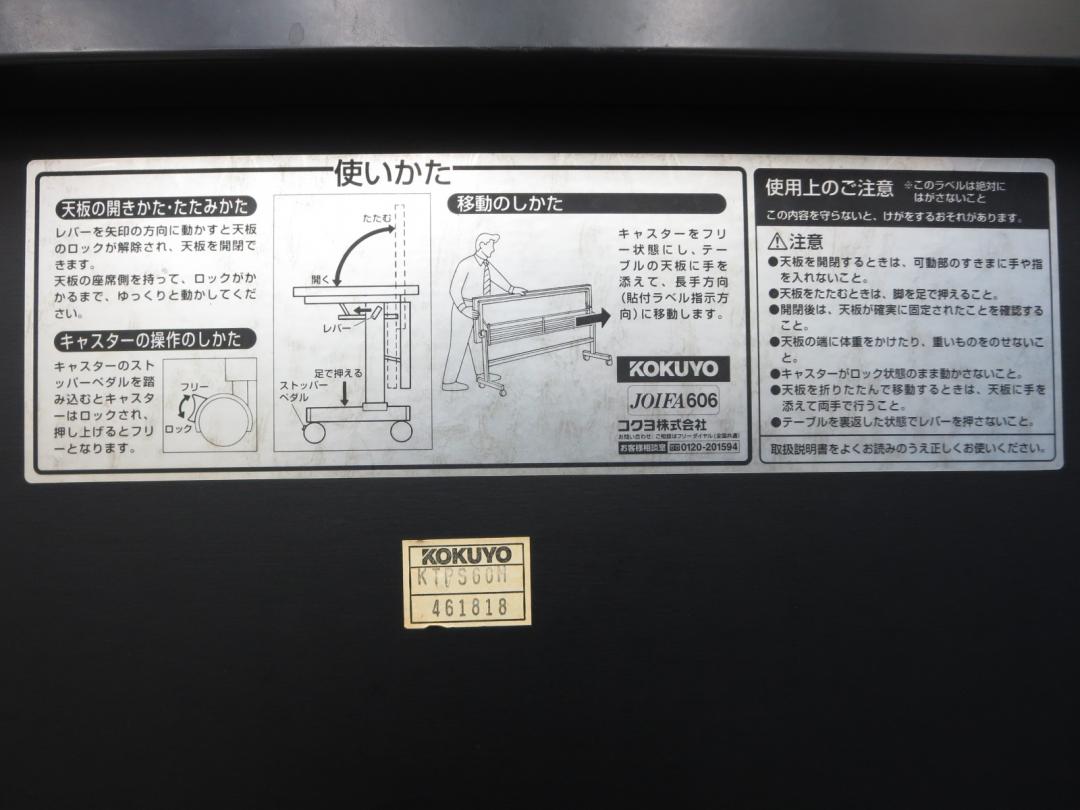 使いかた
天板の開きかた・たたみかた
レバーを矢印の方向に動かすと天板
のロックが解除され、天板を開閉で
きます。
天板の座席側を持って、ロックがか
かるまで、ゆっくりと動かしてくだ
さい。
キャスターの操作のしかた
キャスターのスト
ッパーペダルを踏
み込むとキャスタ
ーはロックされ、
押し上げるとフリ
ーとなります。
フリー
ロック
たたむ
開く
レバー
足で押える
ストッパー
ペダル
移動のしかた
キャスターをフリ
ー状態にし、テー
ブルの天板に手を
添えて、長手方向
(貼付ラベル指示方
向)に移動します。
KOKUYO
JOIFA606
コクヨ株式会社
お問い合わせ・ご相談はフリーダイヤル(全国共通)
お客様相談室 0120-201594
使用上のご注意 ※このラベルは絶対に
はがさないこと
この内容を守らないと、けがをするおそれがあります。
注意
●天板を開閉するときは、可動部のすきまに手や指
を入れないこと。
●天板をたたむときは、脚を足で押えること。
●開閉後は、天板が確実に固定されたことを確認する
こと。
●天板の端に体重をかけたり、重いものをのせないこ
と。
●キャスターがロック状態のまま動かさないこと。
●天板を折りたたんで移動するときは、天板に手を
添えて両手で行うこと。
●テーブルを裏返した状態でレバーを押さないこと。
取扱説明書をよくお読みのうえ正しくお使いください。
KOKUYO
KTPS60N
461818